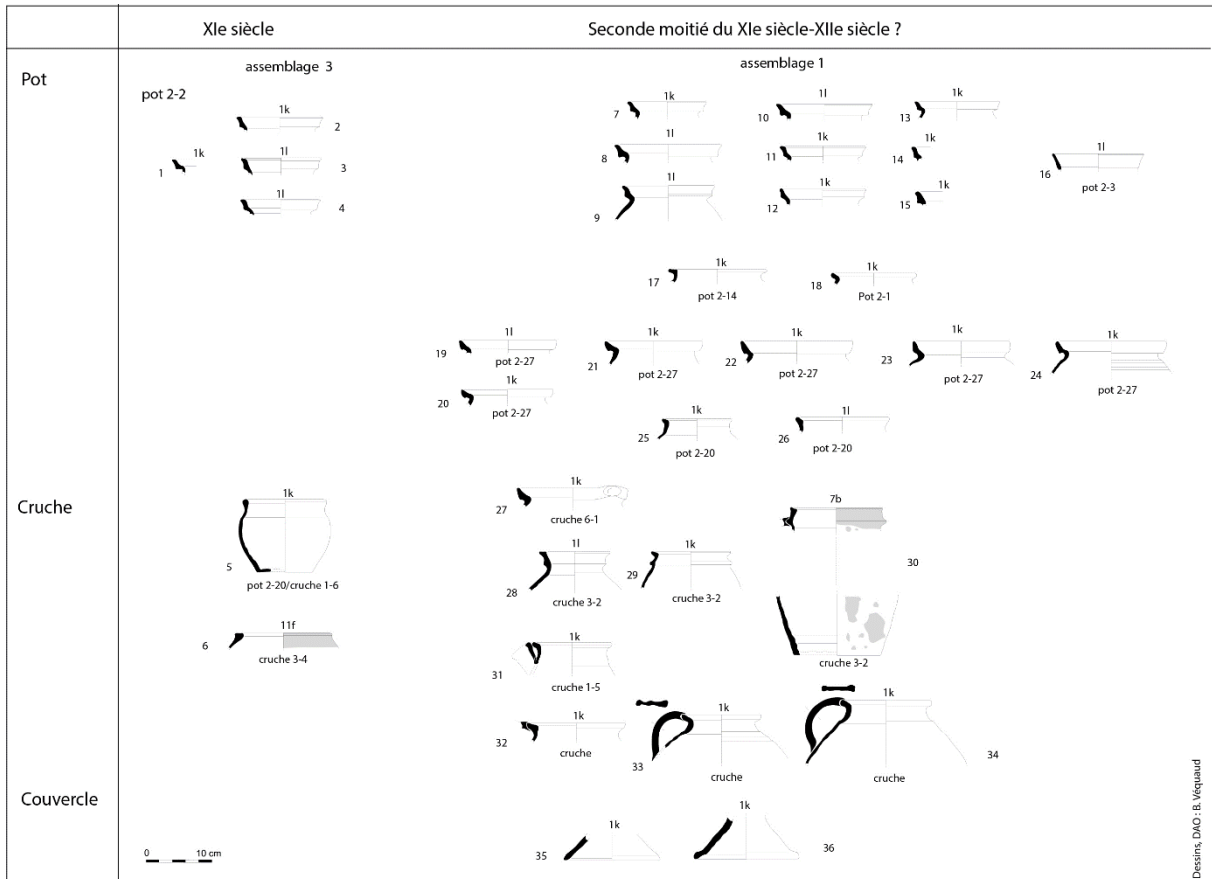 XIe siècle
Seconde moitié du XIe siècle-XIIe siècle ?
Pot
assemblage 3
assemblage 1
pot 2-2
1k
2
1k
1
1l
3
1l
4
1k
7
1l
10
1k
13
1l
8
1k
11
1k
14
1l
16
pot 2-3
1l
9
1k
12
1k
15
1k
17
pot 2-14
1k
18
Pot 2-1
1l
19
pot 2-27
1k
21
pot 2-27
1k
22
pot 2-27
1k
23
pot 2-27
1k
24
pot 2-27
1k
20
pot 2-27
1k
25
pot 2-20
1l
26
pot 2-20
Cruche
1k
5
pot 2-20/cruche 1-6
11f
6
cruche 3-4
1k
27
cruche 6-1
7b
30
cruche 3-2
1l
28
cruche 3-2
1k
29
cruche 3-2
1k
31
cruche 1-5
1k
32
cruche
1k
33
cruche
1k
34
cruche
Couvercle
1k
35
1k
36
0 10 cm
Dessins, DAO : B. Véquaud